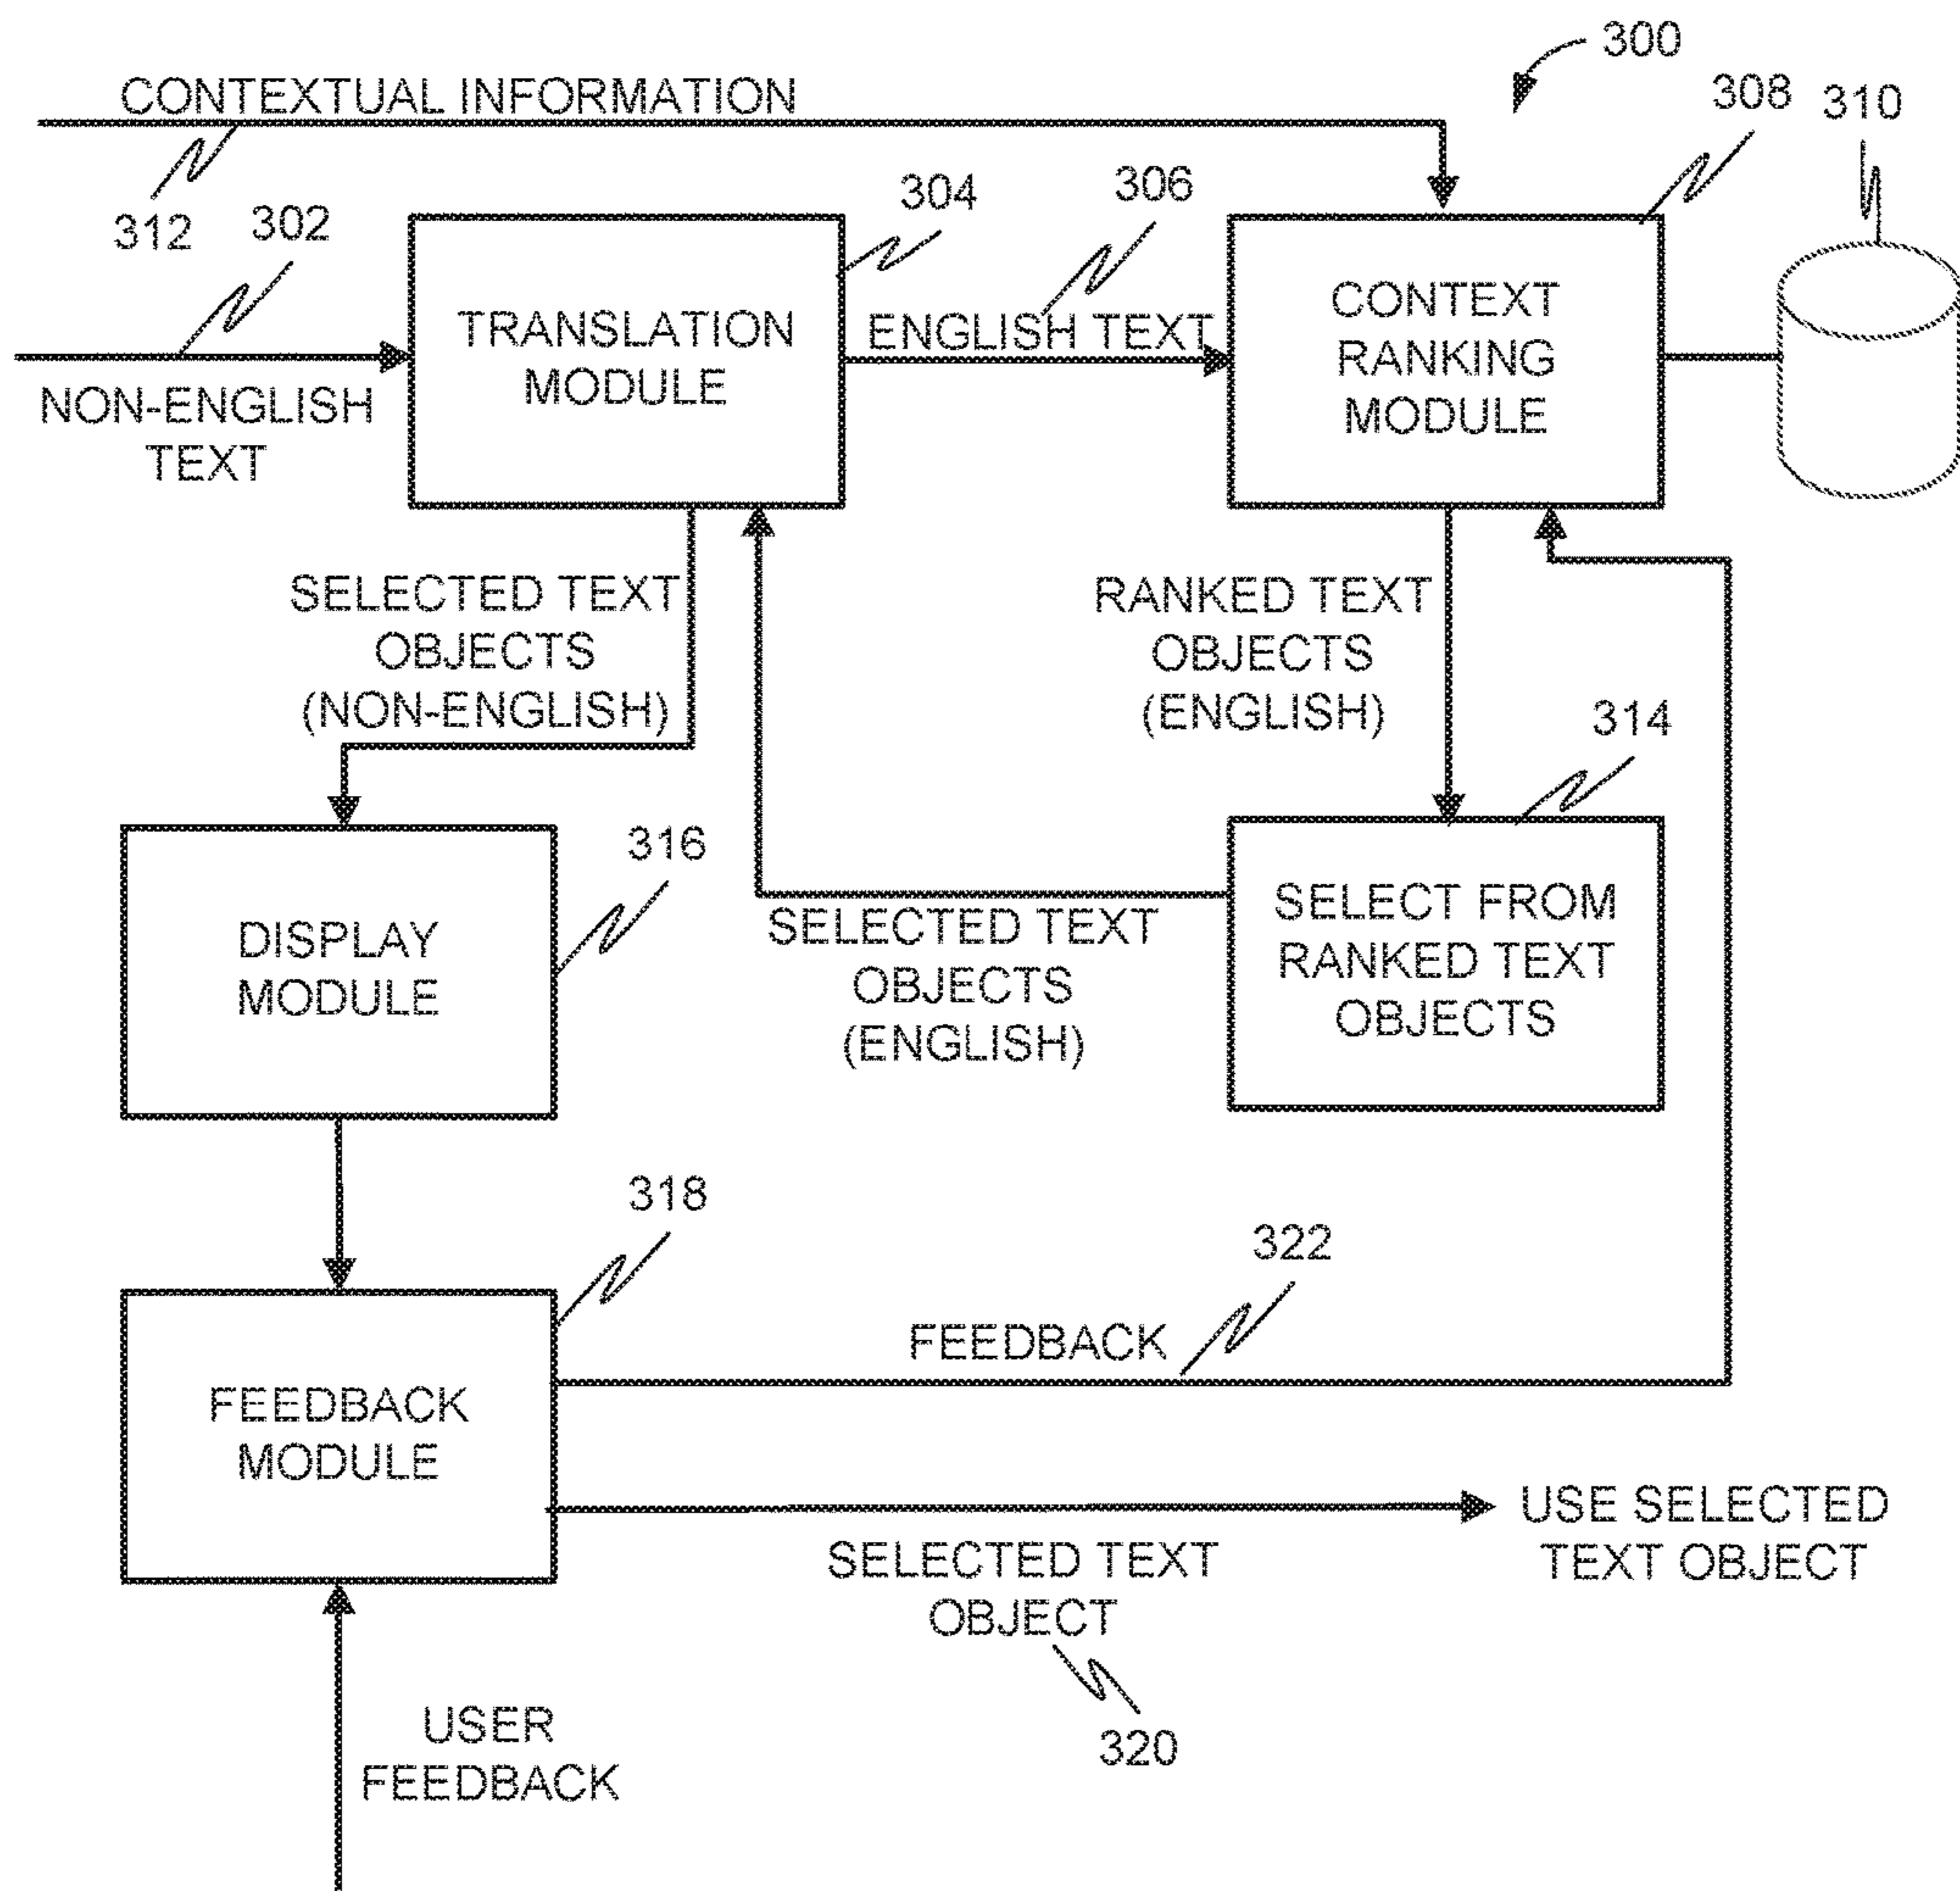 300
CONTEXTUAL INFORMATION
308
310
312
302
304
306
TRANSLATION
MODULE
ENGLISH TEXT
CONTEXT
RANKING
MODULE
NON-ENGLISH
TEXT
SELECTED TEXT
OBJECTS
(NON-ENGLISH)
RANKED TEXT
OBJECTS
(ENGLISH)
314
316
DISPLAY
MODULE
SELECTED TEXT
OBJECTS
(ENGLISH)
SELECT FROM
RANKED TEXT
OBJECTS
318
322
FEEDBACK
FEEDBACK
MODULE
SELECTED TEXT
OBJECT
USE SELECTED
TEXT OBJECT
320
USER
FEEDBACK